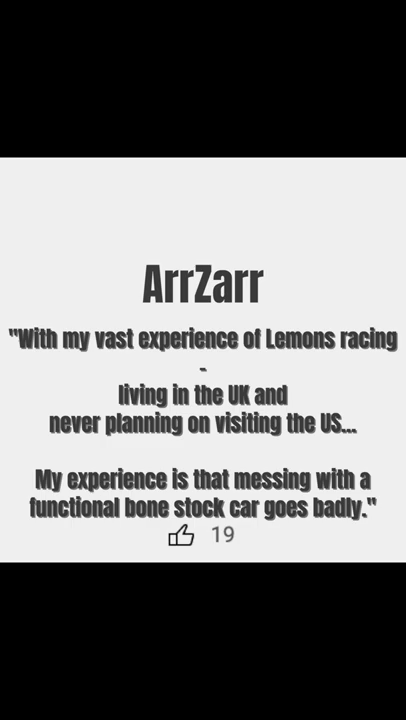 ArrZarr
"With my vast experience of Lemons racing
-
living in the UK and
never planning on visiting the US...
My experience is that messing with a
functional bone stock car goes badly."
19